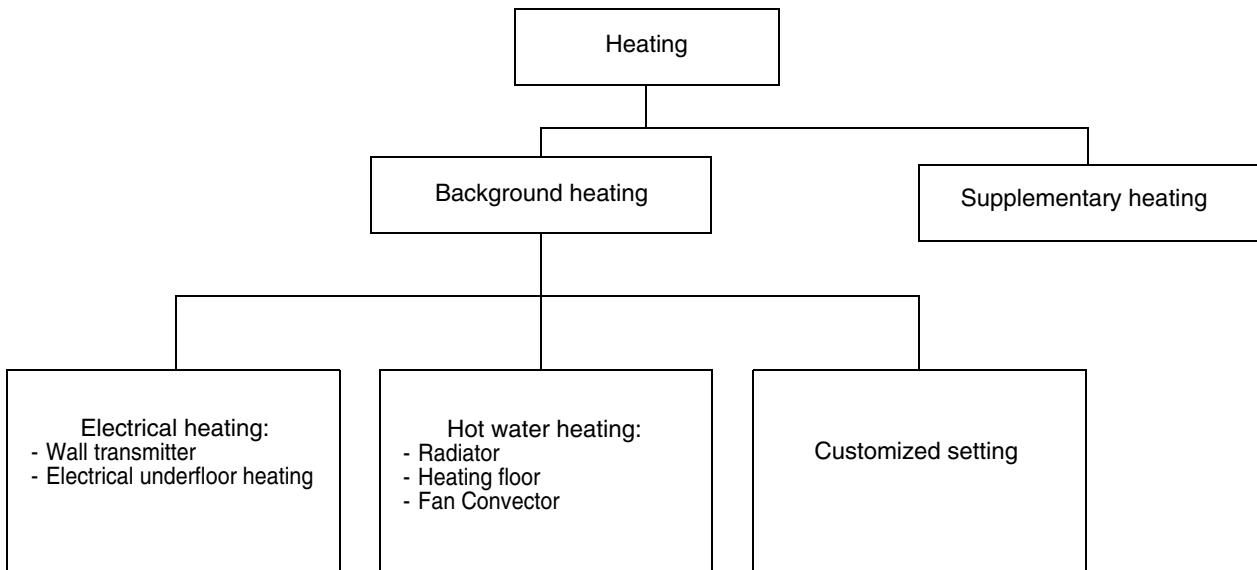 Heating
Background heating
Supplementary heating
Electrical heating:
- Wall transmitter
- Electrical underfloor heating
Hot water heating:
- Radiator
- Heating floor
- Fan Convector
Customized setting